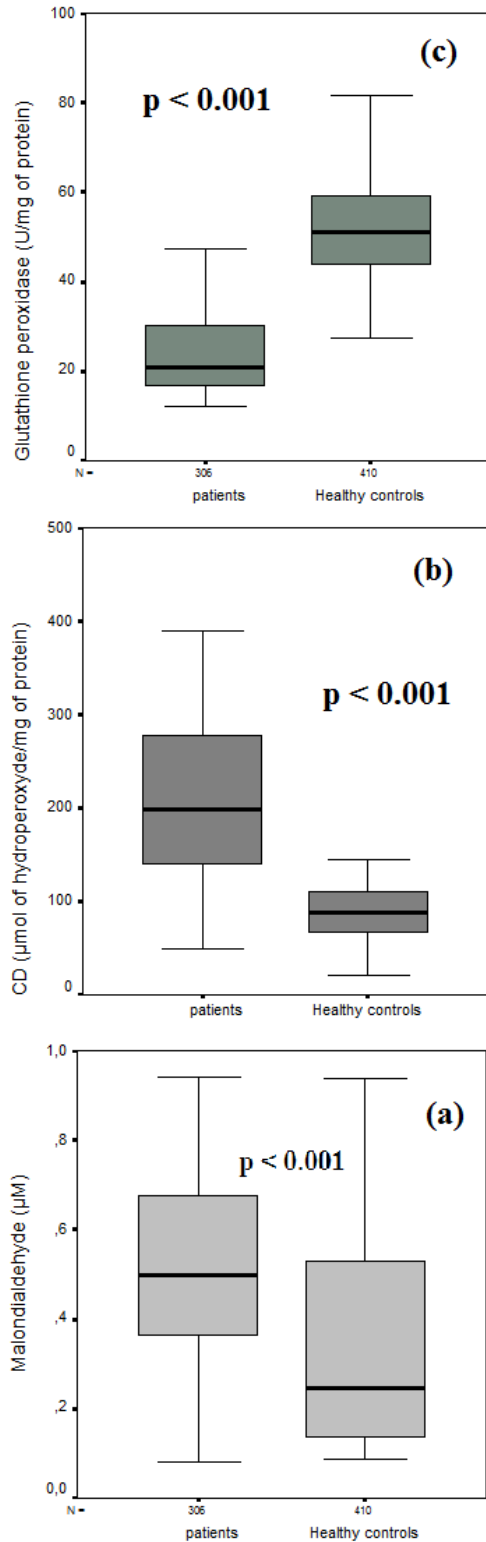 (c)
p < 0.001
Glutathione peroxidase (U/mg of protein)
100
80
60
40
20
0
N =
306
410
patients
Healthy controls
(b)
p < 0.001
CD (µmol of hydroperoxyde/mg of protein)
500
400
300
200
100
0
patients
Healthy controls
(a)
p < 0.001
Malondialdehyde (µM)
1,0
,8
,6
,4
,2
0,0
N =
306
410
patients
Healthy controls